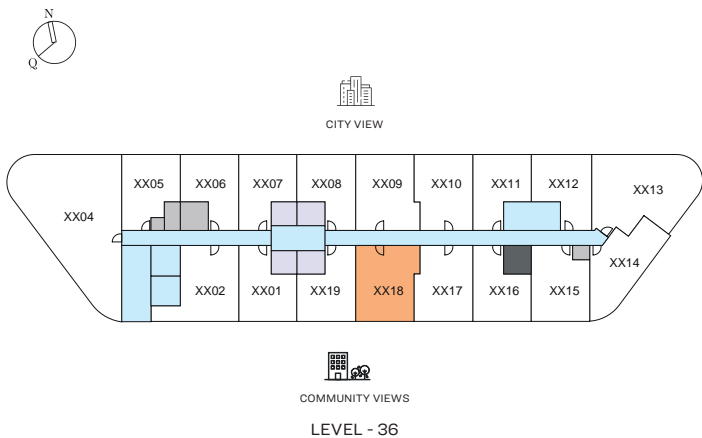 N
Q
CITY VIEW
XX05 XX06 XX07 XX08 XX09 XX10 XX11 XX12 XX13
XX04
XX14
XX02 XX01 XX19 XX18 XX17 XX16 XX15
COMMUNITY VIEWS
LEVEL - 36